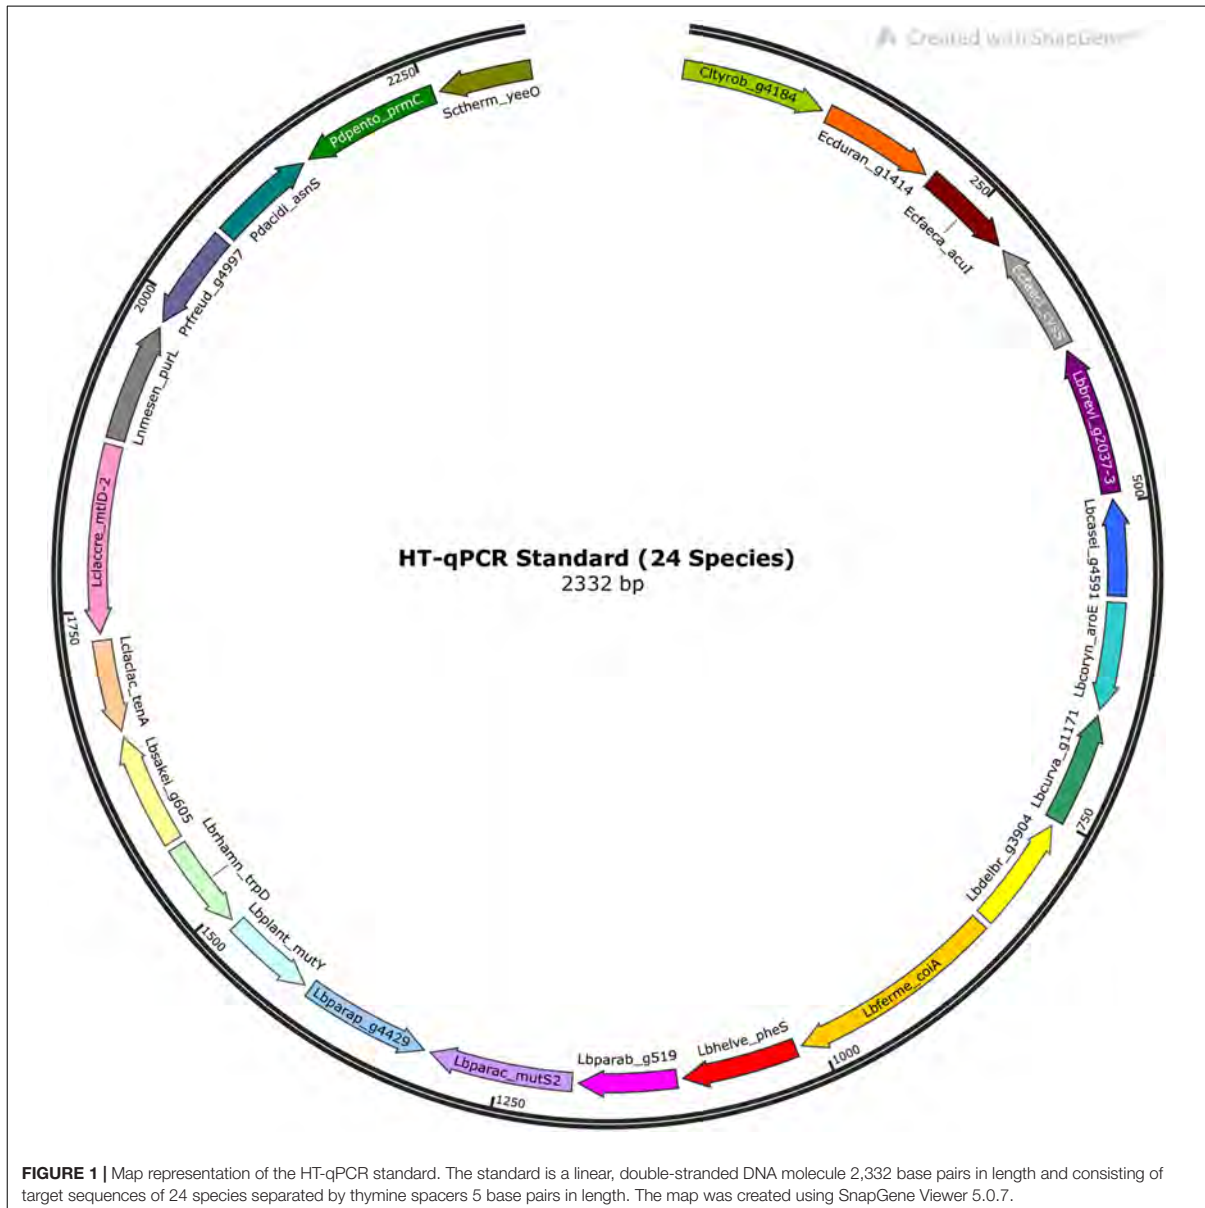 Created with SnapGene
2250
Sctherm_yeeO
Cltyrob_g4184
Pdpento_prmC
Ecduran_g1414
250
Pdacidi_asnS
Ecfaeca_acuI
Prfreud_g4997
2000
Lnmesen_purL
Lbbrevi_g2037-3
500
Lclaccre_mtlD-2
Lbcasei_g4591
HT-qPCR Standard (24 Species)
2332 bp
1750
Lbcoryn_aroE
Lclaclac_tenA
Lbcurva_g1171
Lbsakei_g605
750
Lbrhamn_trpD
Lbdelbr_g3904
1500
Lbplant_mutY
Lbferme_coiA
Lbparap_g4429
Lbhelve_pheS
1000
Lbparab_g519
Lbparac_mutS2
1250
FIGURE 1 | Map representation of the HT-qPCR standard. The standard is a linear, double-stranded DNA molecule 2,332 base pairs in length and consisting of
target sequences of 24 species separated by thymine spacers 5 base pairs in length. The map was created using SnapGene Viewer 5.0.7.